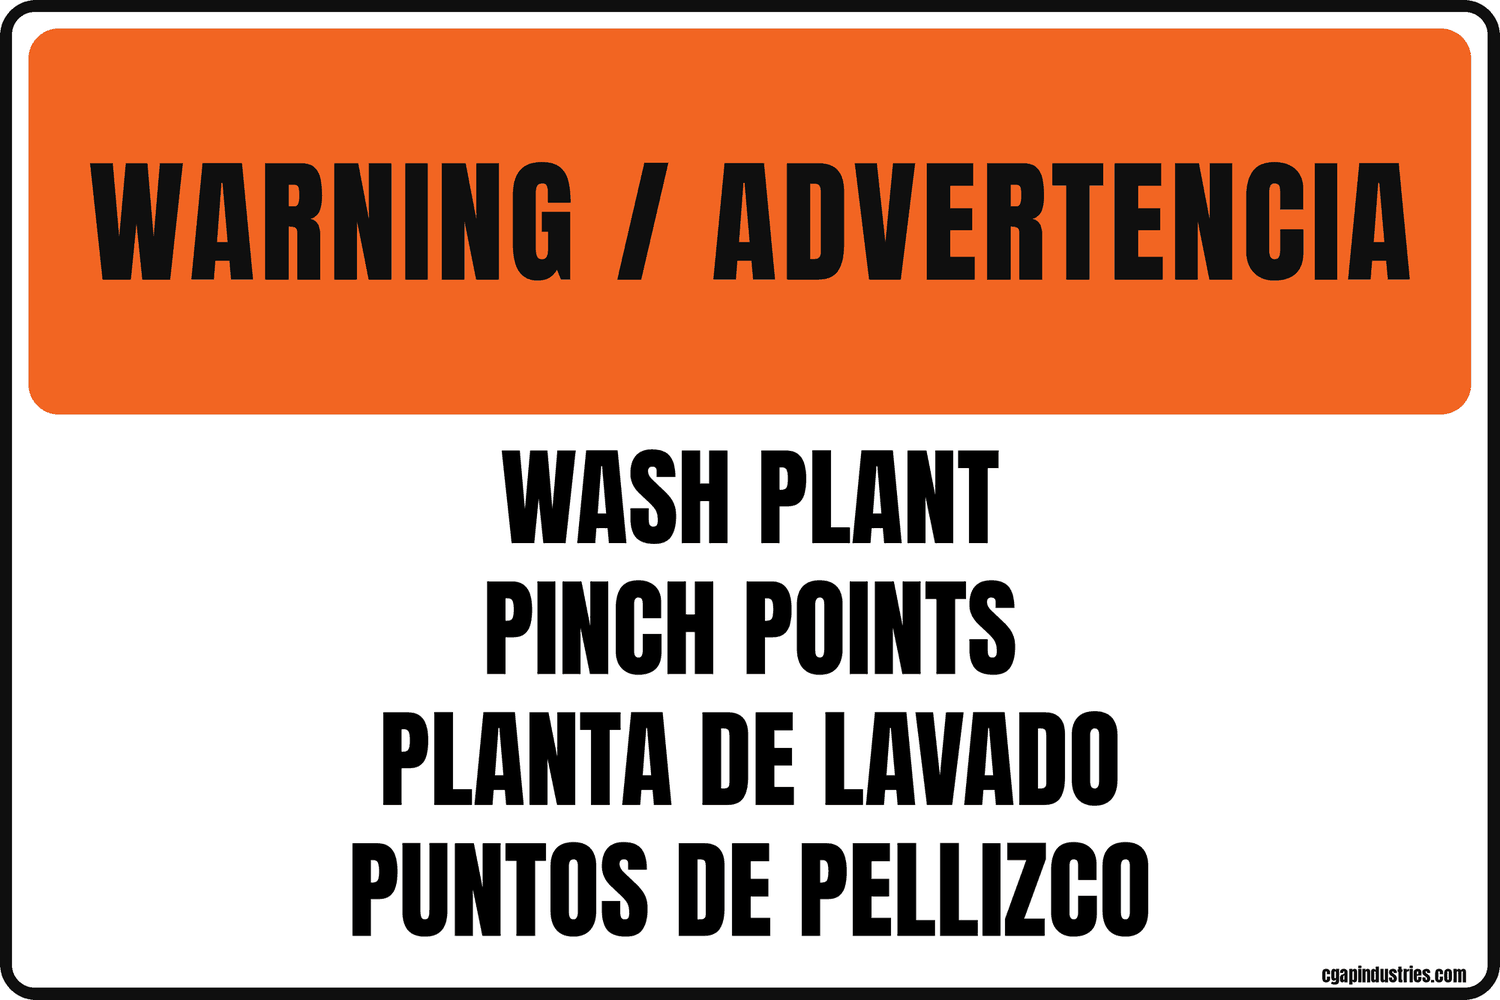 WARNING / ADVERTENCIA
WASH PLANT
PINCH POINTS
PLANTA DE LAVADO
PUNTOS DE PELLIZCO
cgapindustries.com